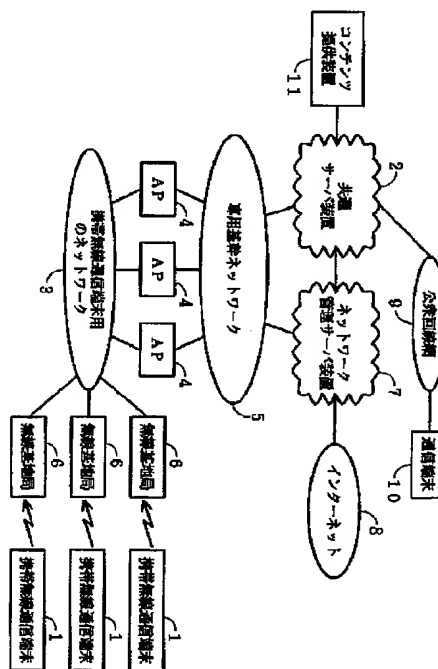 コンテンツ
提供装置
11
共通
サーバ装置
2
公衆回線網
9
通信端末
10
ネットワーク
管理サーバ装置
7
インターネット
8
専用基幹ネットワーク
5
AP
4
AP
4
AP
4
携帯無線通信端末用
のネットワーク
3
無線基地局
6
無線基地局
6
無線基地局
6
携帯無線通信端末
1
携帯無線通信端末
1
携帯無線通信端末
1